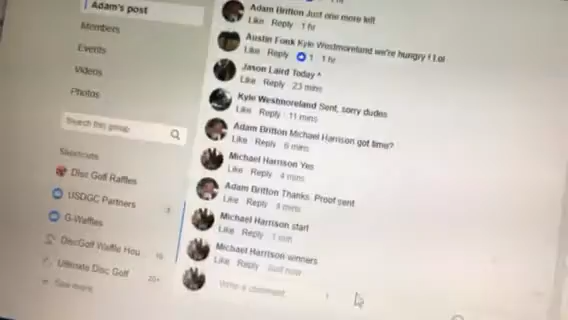 Adam's post
Members
Events
Videos
Photos
Search this group
Shortcuts
Disc Golf Raffles
USDGC Partners
G-Waffles
DiscGolf Waffle Hou...
Ultimate Disc Golf 20+
See more
Adam Britton Just one more left
Like Reply 1 hr
Austin Fonk Kyle Westmoreland we're hungry ! Lol
Like Reply 1 1 hr
Jason Laird Today ^
Like Reply 23 mins
Kyle Westmoreland Sent, sorry dudes
Like Reply 11 mins
Adam Britton Michael Harrison got time?
Like Reply 6 mins
Michael Harrison Yes
Like Reply 4 mins
Adam Britton Thanks. Proof sent
Like Reply 3 mins
Michael Harrison start
Like Reply 1 min
Michael Harrison winners
Like Reply Just now
Write a comment...